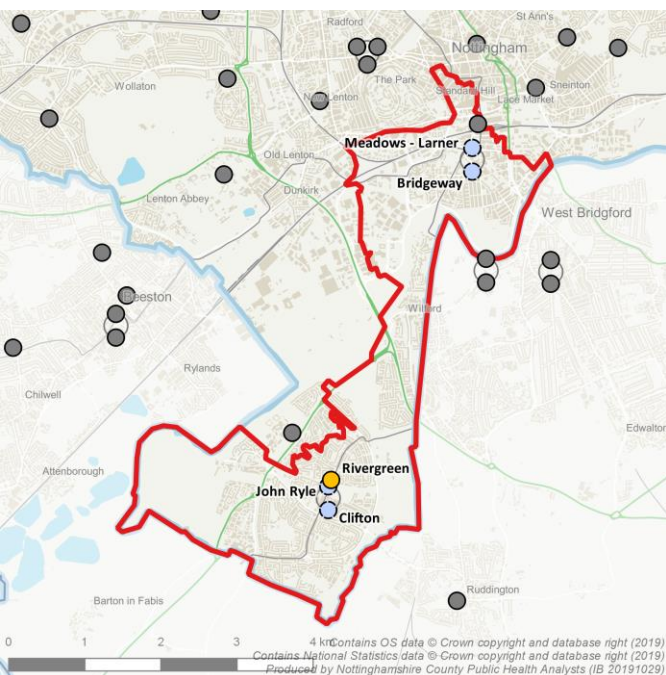 Radford
St Ann's
Nottingham
Wollaton
The Park
Sneinton
Standard Hill
New Lenton
Lace Market
Meadows - Larner
Old Lenton
Dunkirk
Bridgeway
Lenton Abbey
West Bridgford
Beeston
Wilford
Rylands
Chilwell
Edwalton
Attenborough
Rivergreen
John Ryle
Clifton
Ruddington
Barton in Fabis
0 1 2 3 4 km
Contains OS data © Crown copyright and database right (2019)
Contains National Statistics data © Crown copyright and database right (2019)
Produced by Nottinghamshire County Public Health Analysts (IB 20191029)